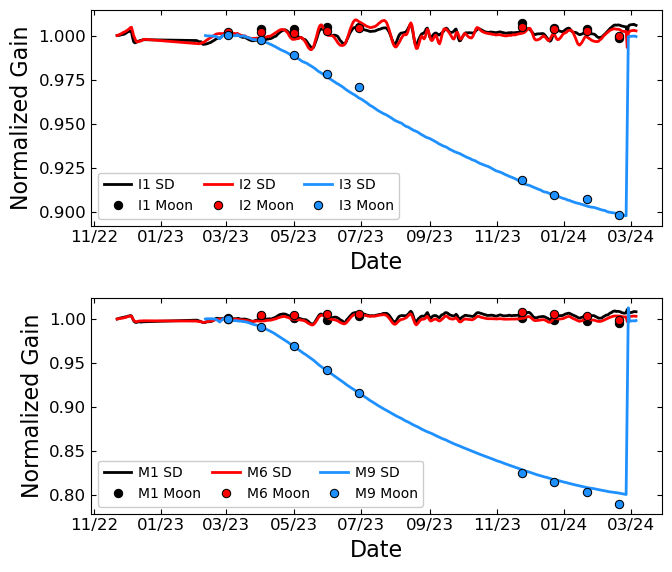 Normalized Gain
1.000
0.975
0.950
0.925
0.900
I1 SD I2 SD I3 SD
I1 Moon I2 Moon I3 Moon
11/22 01/23 03/23 05/23 07/23 09/23 11/23 01/24 03/24
Date
Normalized Gain
1.00
0.95
0.90
0.85
0.80
M1 SD M6 SD M9 SD
M1 Moon M6 Moon M9 Moon
11/22 01/23 03/23 05/23 07/23 09/23 11/23 01/24 03/24
Date